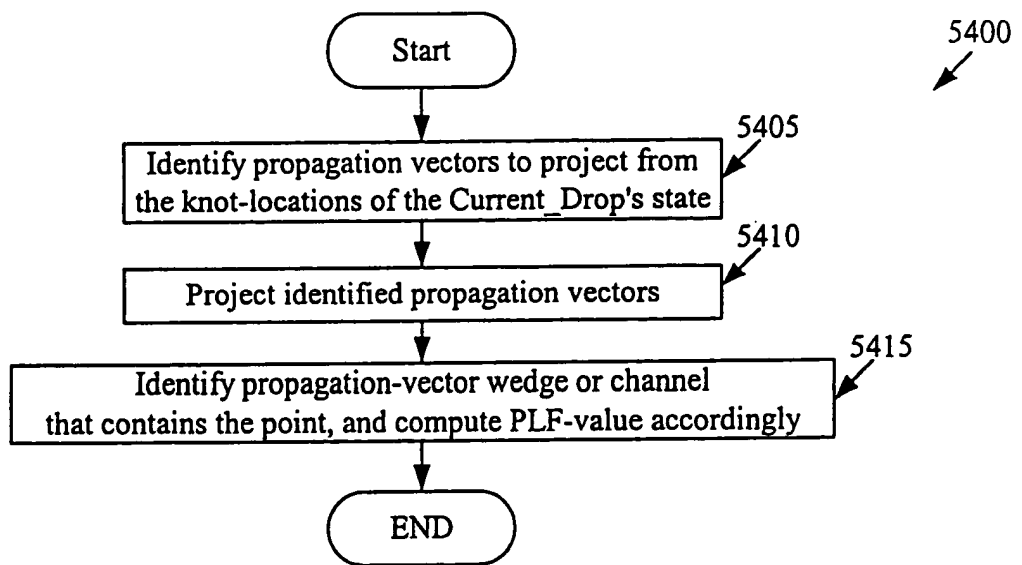 Start
5400
5405
Identify propagation vectors to project from
the knot-locations of the Current_Drop's state
5410
Project identified propagation vectors
5415
Identify propagation-vector wedge or channel
that contains the point, and compute PLF-value accordingly
END